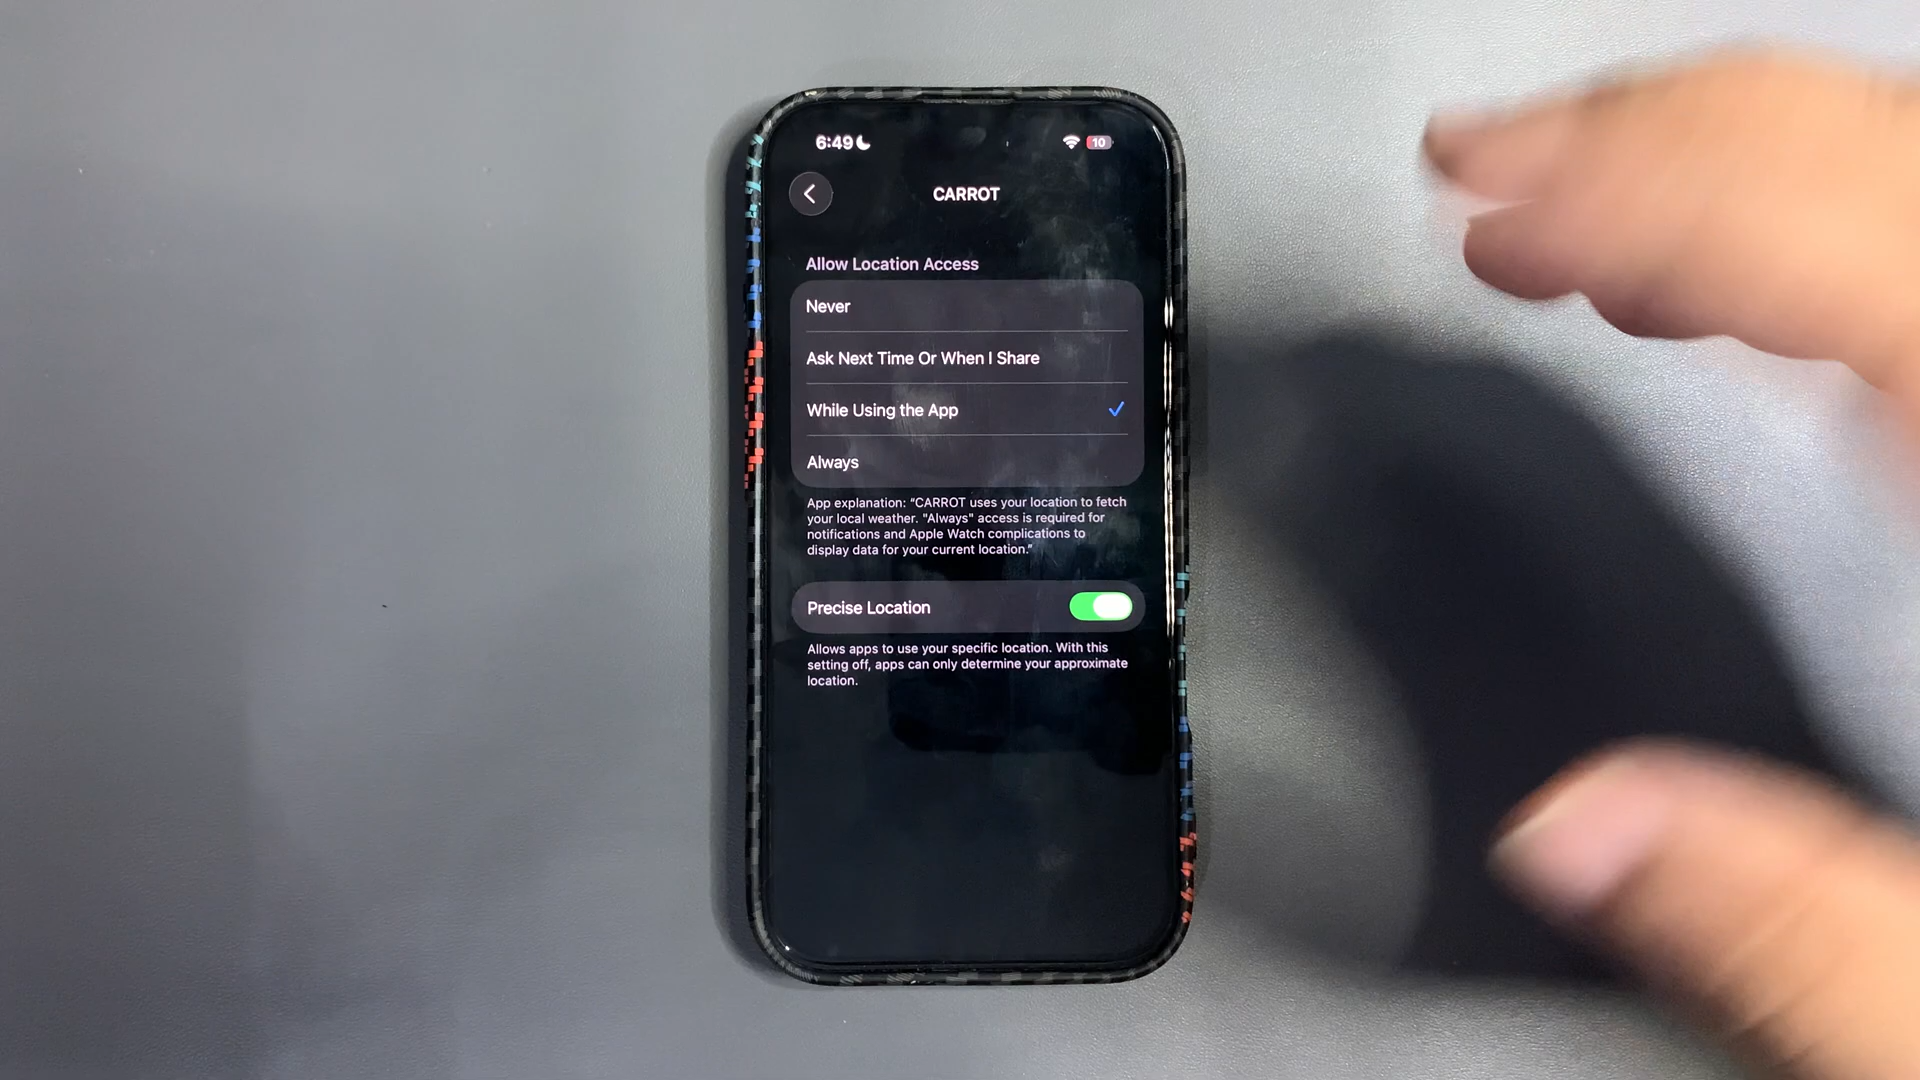 6:49
10
CARROT
Allow Location Access
Never
Ask Next Time Or When I Share
While Using the App
Always
App explanation: “CARROT uses your location to fetch
your local weather. "Always" access is required for
notifications and Apple Watch complications to
display data for your current location.”
Precise Location
Allows apps to use your specific location. With this
setting off, apps can only determine your approximate
location.